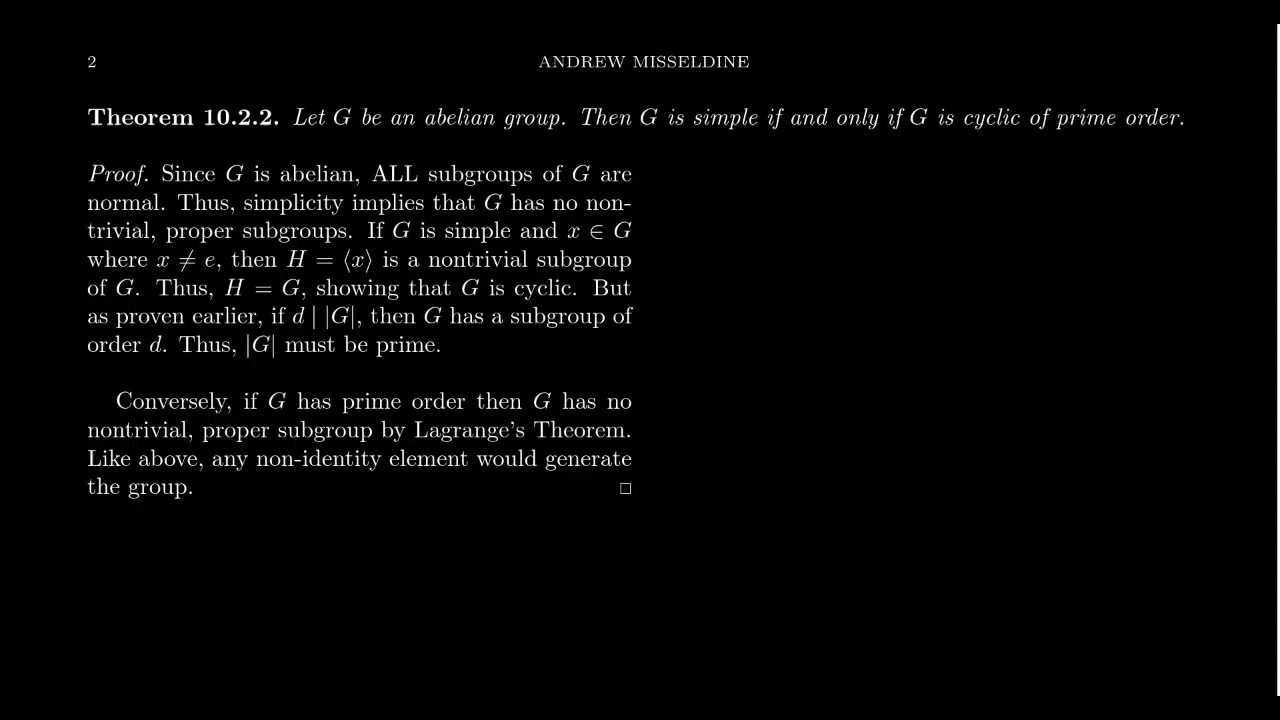 2
ANDREW MISSELDINE
Theorem 10.2.2. Let G be an abelian group. Then G is simple if and only if G is cyclic of prime order.
Proof. Since G is abelian, ALL subgroups of G are
normal. Thus, simplicity implies that G has no non-
trivial, proper subgroups. If G is simple and x ∈ G
where x ≠ e, then H = ⟨x⟩ is a nontrivial subgroup
of G. Thus, H = G, showing that G is cyclic. But
as proven earlier, if d | |G|, then G has a subgroup of
order d. Thus, |G| must be prime.
Conversely, if G has prime order then G has no
nontrivial, proper subgroup by Lagrange's Theorem.
Like above, any non-identity element would generate
the group. □